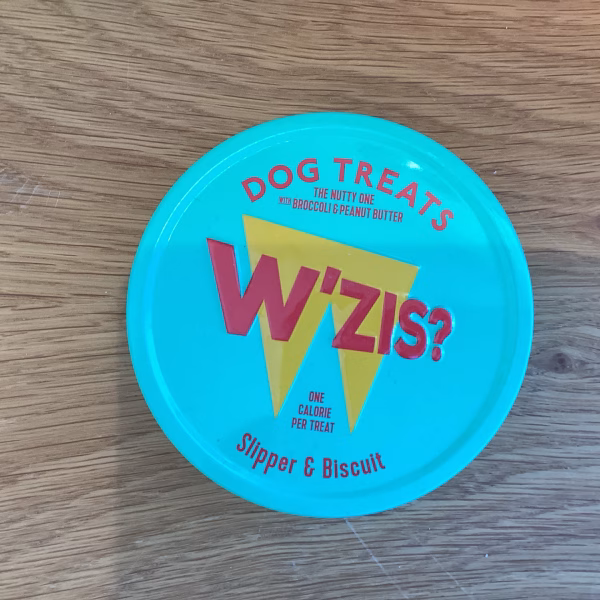 DOG TREATS
THE NUTTY ONE
WITH BROCCOLI & PEANUT BUTTER
W'ZIS?
ONE
CALORIE
PER TREAT
Slipper & Biscuit